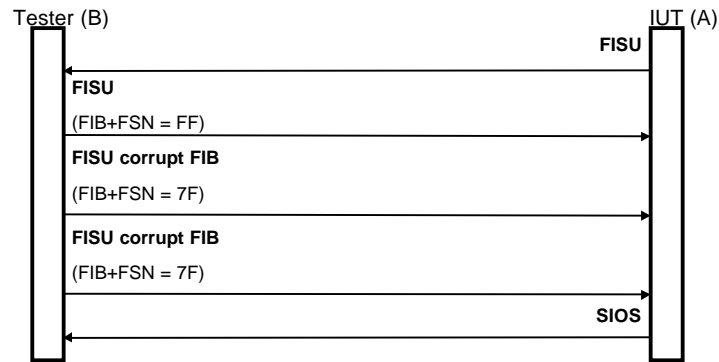 Tester (B)
IUT (A)
FISU
FISU
(FIB+FSN = FF)
FISU corrupt FIB
(FIB+FSN = 7F)
FISU corrupt FIB
(FIB+FSN = 7F)
SIOS